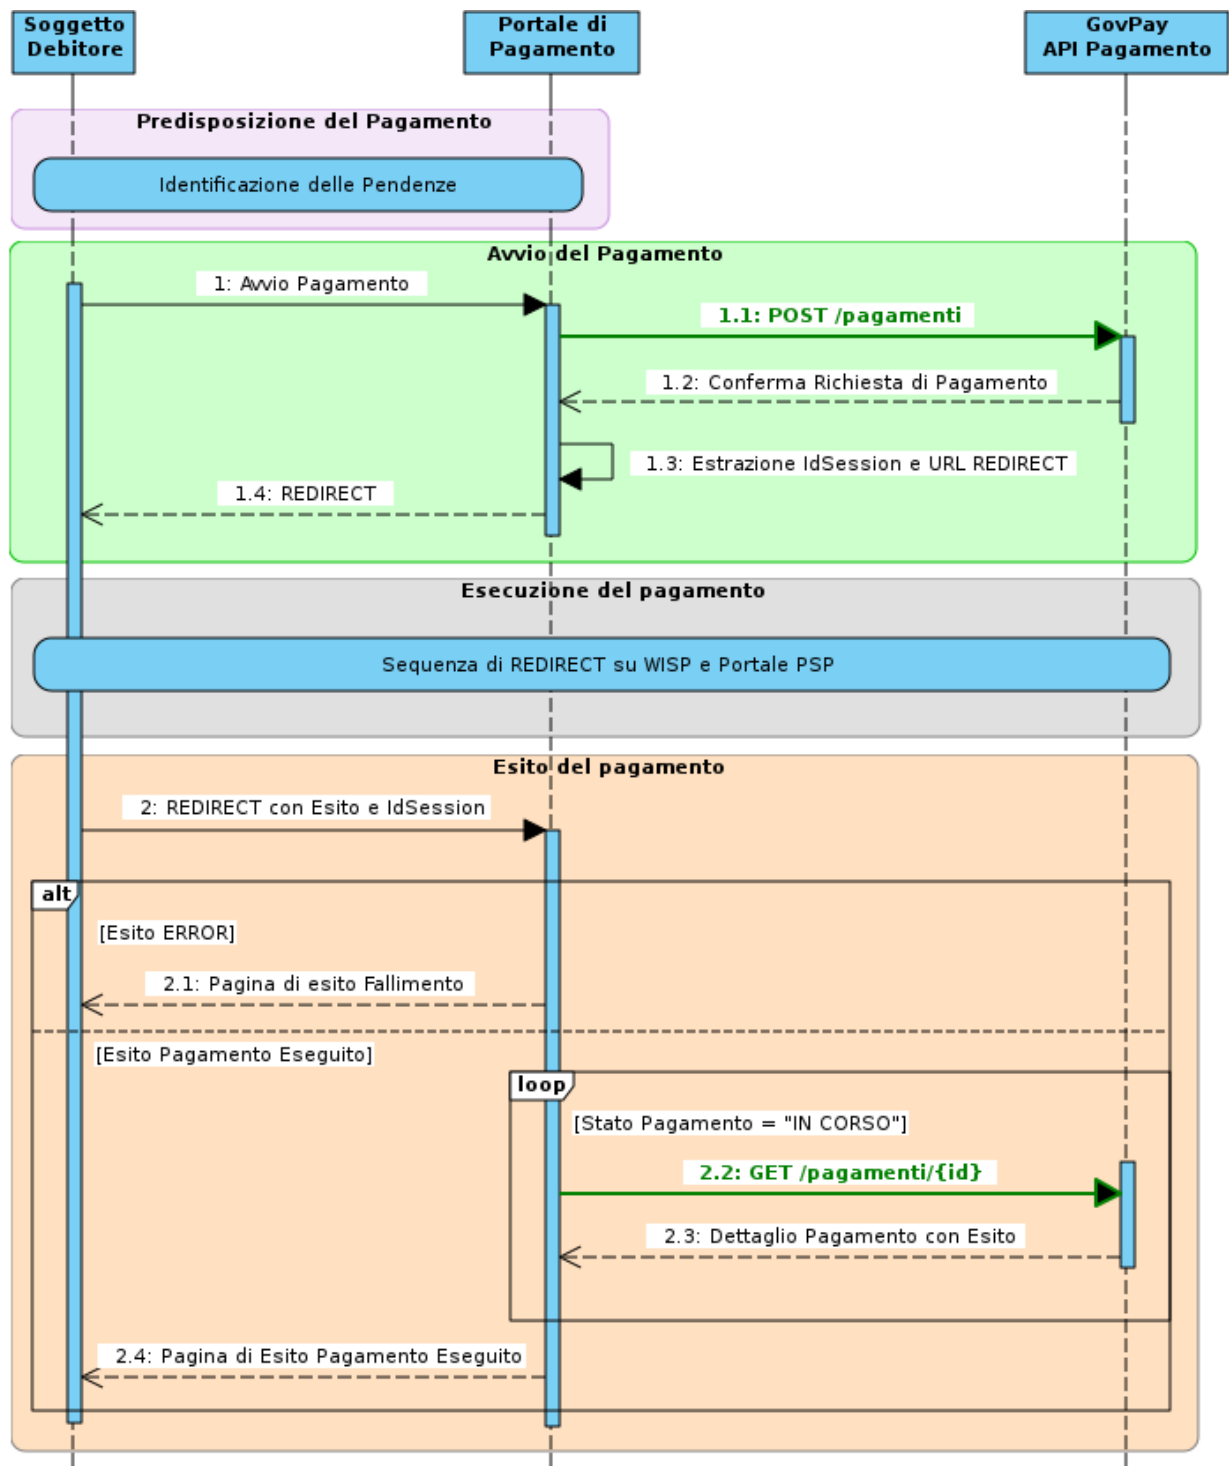 Soggetto
Debitore
Portale di
Pagamento
GovPay
API Pagamento
Predisposizione del Pagamento
Identificazione delle Pendenze
Avvio del Pagamento
1: Avvio Pagamento
1.1: POST /pagamenti
1.2: Conferma Richiesta di Pagamento
1.3: Estrazione IdSession e URL REDIRECT
1.4: REDIRECT
Esecuzione del pagamento
Sequenza di REDIRECT su WISP e Portale PSP
Esito del pagamento
2: REDIRECT con Esito e IdSession
alt
[Esito ERROR]
2.1: Pagina di esito Fallimento
[Esito Pagamento Eseguito]
loop
[Stato Pagamento = "IN CORSO"]
2.2: GET /pagamenti/{id}
2.3: Dettaglio Pagamento con Esito
2.4: Pagina di Esito Pagamento Eseguito